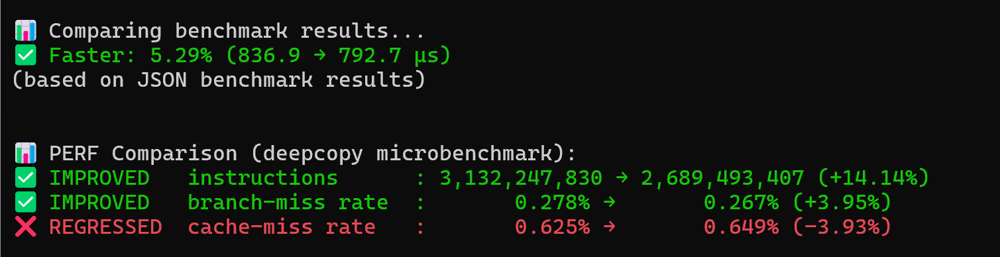 📊 Comparing benchmark results...
✅ Faster: 5.29% (836.9 → 792.7 µs)
(based on JSON benchmark results)
📊 PERF Comparison (deepcopy microbenchmark):
✅ IMPROVED   instructions      : 3,132,247,830 → 2,689,493,407 (+14.14%)
✅ IMPROVED   branch-miss rate  :        0.278% →        0.267% (+3.95%)
❌ REGRESSED  cache-miss rate   :        0.625% →        0.649% (-3.93%)